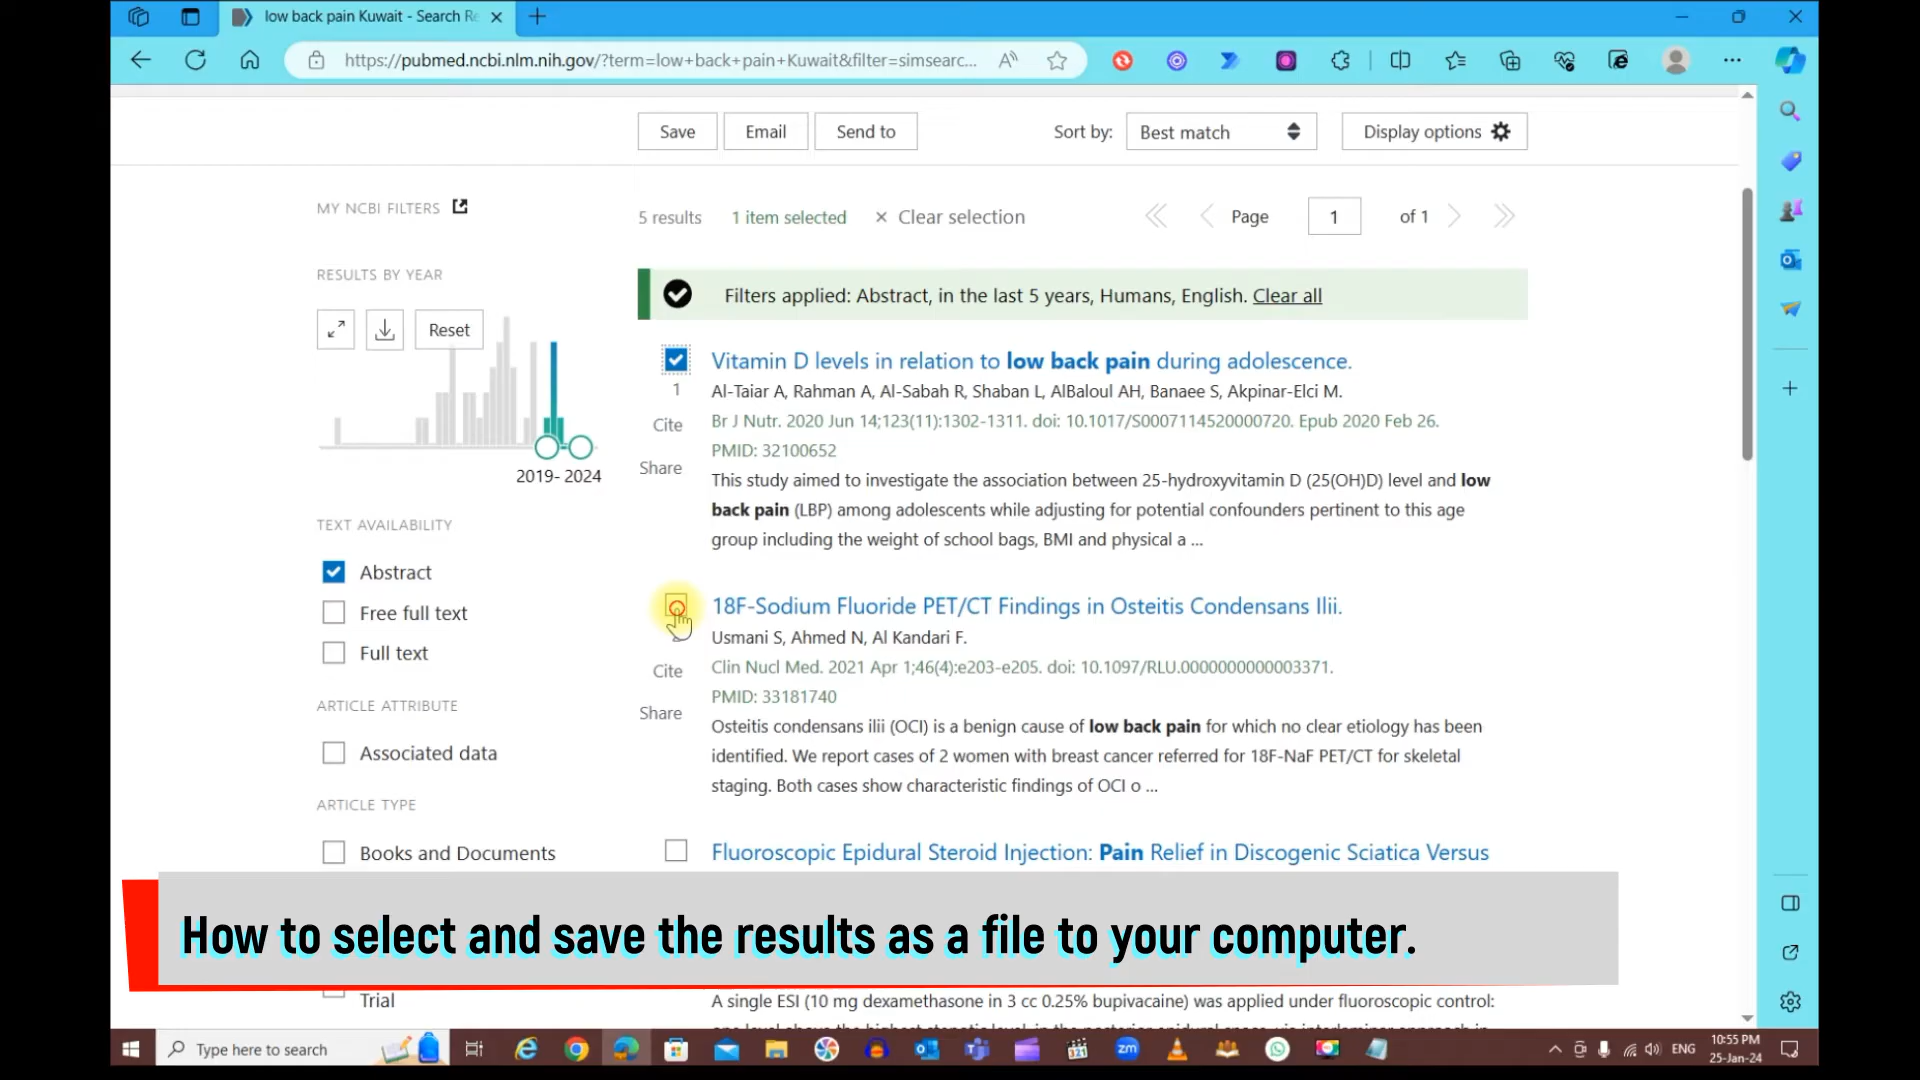 low back pain Kuwait - Search Re
https://pubmed.ncbi.nlm.nih.gov/?term=low+back+pain+Kuwait&filter=simsearc...
Save
Email
Send to
Sort by:
Best match
Display options
MY NCBI FILTERS
5 results
1 item selected
× Clear selection
Page
1
of 1
RESULTS BY YEAR
Reset
2019- 2024
Filters applied: Abstract, in the last 5 years, Humans, English. Clear all
Vitamin D levels in relation to low back pain during adolescence.
1
Al-Taiar A, Rahman A, Al-Sabah R, Shaban L, AlBaloul AH, Banaee S, Akpinar-Elci M.
Cite
Br J Nutr. 2020 Jun 14;123(11):1302-1311. doi: 10.1017/S0007114520000720. Epub 2020 Feb 26.
PMID: 32100652
Share
This study aimed to investigate the association between 25-hydroxyvitamin D (25(OH)D) level and low
back pain (LBP) among adolescents while adjusting for potential confounders pertinent to this age
group including the weight of school bags, BMI and physical a ...
TEXT AVAILABILITY
Abstract
Free full text
Full text
18F-Sodium Fluoride PET/CT Findings in Osteitis Condensans Ilii.
Usmani S, Ahmed N, Al Kandari F.
Cite
Clin Nucl Med. 2021 Apr 1;46(4):e203-e205. doi: 10.1097/RLU.0000000000003371.
PMID: 33181740
Share
Osteitis condensans ilii (OCI) is a benign cause of low back pain for which no clear etiology has been
identified. We report cases of 2 women with breast cancer referred for 18F-NaF PET/CT for skeletal
staging. Both cases show characteristic findings of OCI o ...
ARTICLE ATTRIBUTE
Associated data
ARTICLE TYPE
Books and Documents
Fluoroscopic Epidural Steroid Injection: Pain Relief in Discogenic Sciatica Versus
How to select and save the results as a file to your computer.
Trial
A single ESI (10 mg dexamethasone in 3 cc 0.25% bupivacaine) was applied under fluoroscopic control:
Type here to search
zm
ENG
10:55 PM
25-Jan-24